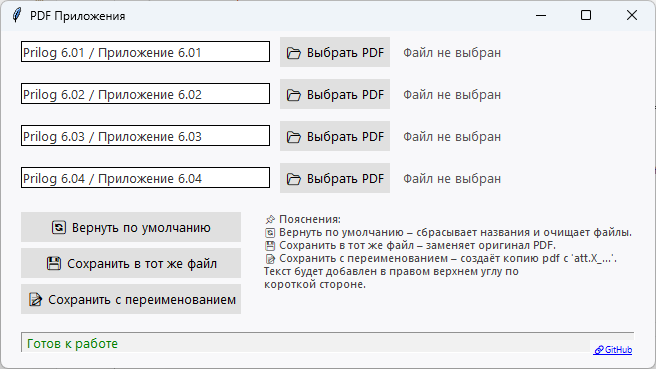 PDF Приложения
Prilog 6.01 / Приложение 6.01
Выбрать PDF
Файл не выбран
Prilog 6.02 / Приложение 6.02
Выбрать PDF
Файл не выбран
Prilog 6.03 / Приложение 6.03
Выбрать PDF
Файл не выбран
Prilog 6.04 / Приложение 6.04
Выбрать PDF
Файл не выбран
Вернуть по умолчанию
Сохранить в тот же файл
Сохранить с переименованием
Пояснения:
Вернуть по умолчанию – сбрасывает названия и очищает файлы.
Сохранить в тот же файл – заменяет оригинал PDF.
Сохранить с переименованием – создаёт копию pdf с 'att.X_...'.
Текст будет добавлен в правом верхнем углу по
короткой стороне.
Готов к работе
GitHub